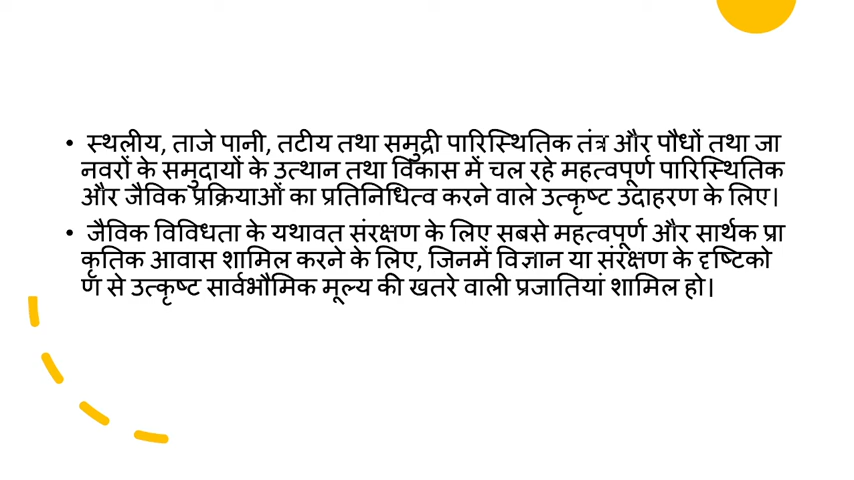 • स्थलीय, ताजे पानी, तटीय तथा समुद्री पारिस्थितिक तंत्र और पौधों तथा जा
नवरों के समुदायों के उत्थान तथा विकास में चल रहे महत्वपूर्ण पारिस्थितिक
और जैविक प्रक्रियाओं का प्रतिनिधित्व करने वाले उत्कृष्ट उदाहरण के लिए।
• जैविक विविधता के यथावत संरक्षण के लिए सबसे महत्वपूर्ण और सार्थक प्रा
कृतिक आवास शामिल करने के लिए, जिनमें विज्ञान या संरक्षण के दृष्टिको
ण से उत्कृष्ट सार्वभौमिक मूल्य की खतरे वाली प्रजातियां शामिल हो।